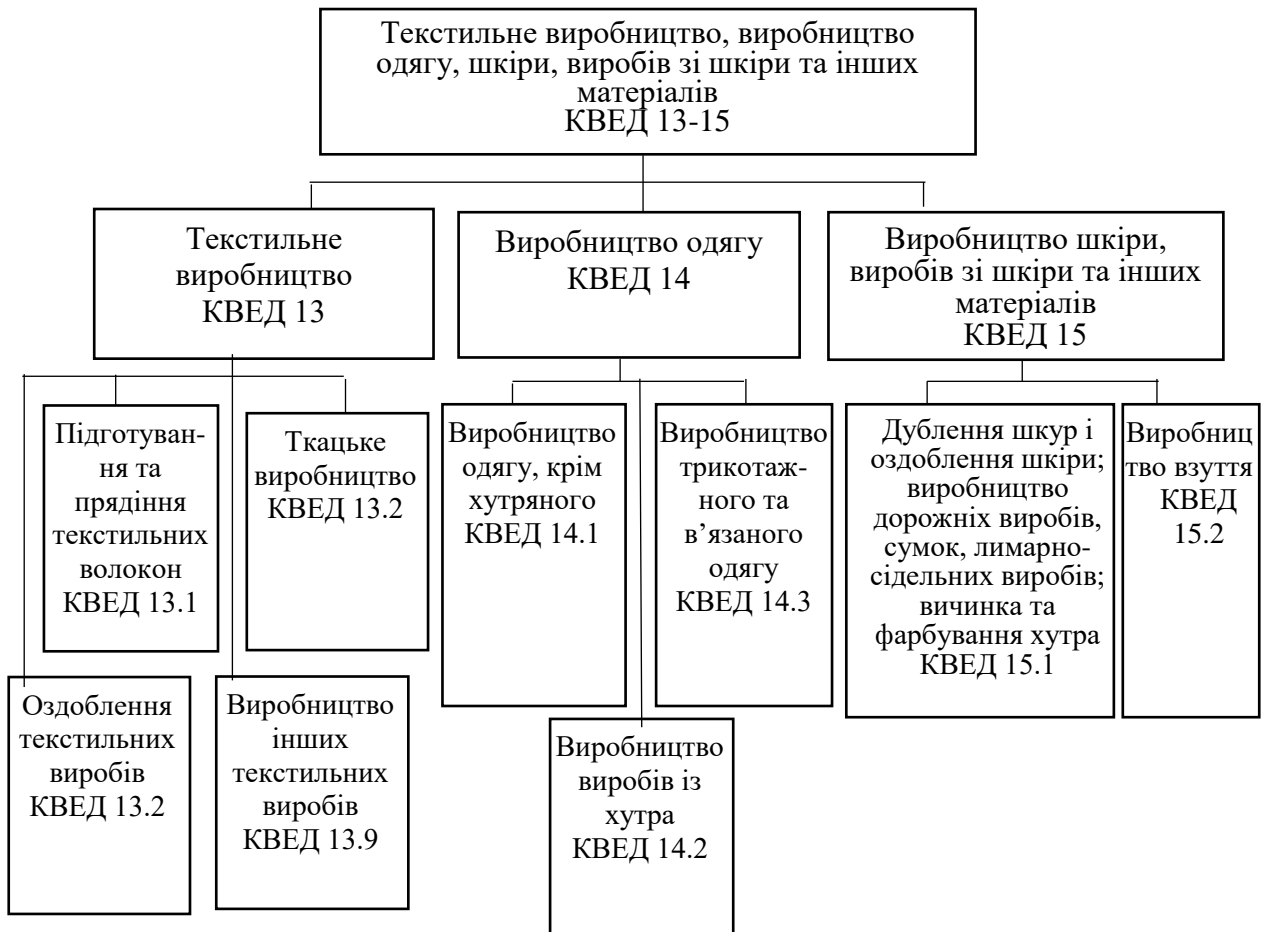 Текстильне виробництво, виробництво
одягу, шкіри, виробів зі шкіри та інших
матеріалів
КВЕД 13-15
Текстильне
виробництво
КВЕД 13
Виробництво одягу
КВЕД 14
Виробництво шкіри,
виробів зі шкіри та інших
матеріалів
КВЕД 15
Підготуван-
ня та
прядіння
текстильних
волокон
КВЕД 13.1
Ткацьке
виробництво
КВЕД 13.2
Виробництво
одягу, крім
хутряного
КВЕД 14.1
Виробництво
трикотаж-
ного та
в’язаного
одягу
КВЕД 14.3
Дублення шкур і
оздоблення шкіри;
виробництво
дорожніх виробів,
сумок, лимарно-
сідельних виробів;
вичинка та
фарбування хутра
КВЕД 15.1
Виробниц
тво взуття
КВЕД
15.2
Оздоблення
текстильних
виробів
КВЕД 13.2
Виробництво
інших
текстильних
виробів
КВЕД 13.9
Виробництво
виробів із
хутра
КВЕД 14.2